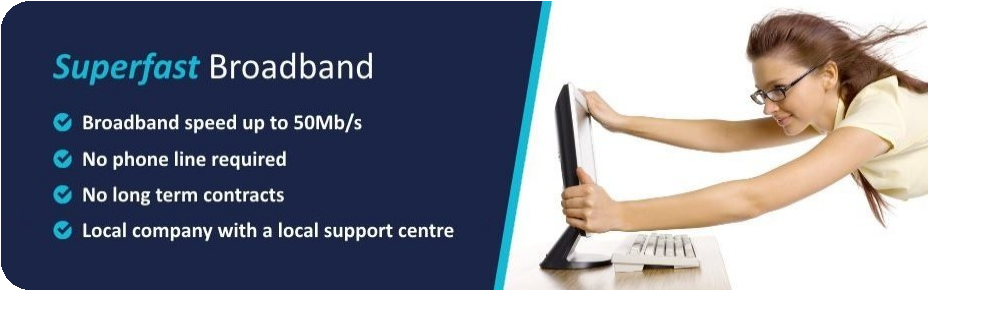 Superfast Broadband
Broadband speed up to 50Mb/s
No phone line required
No long term contracts
Local company with a local support centre